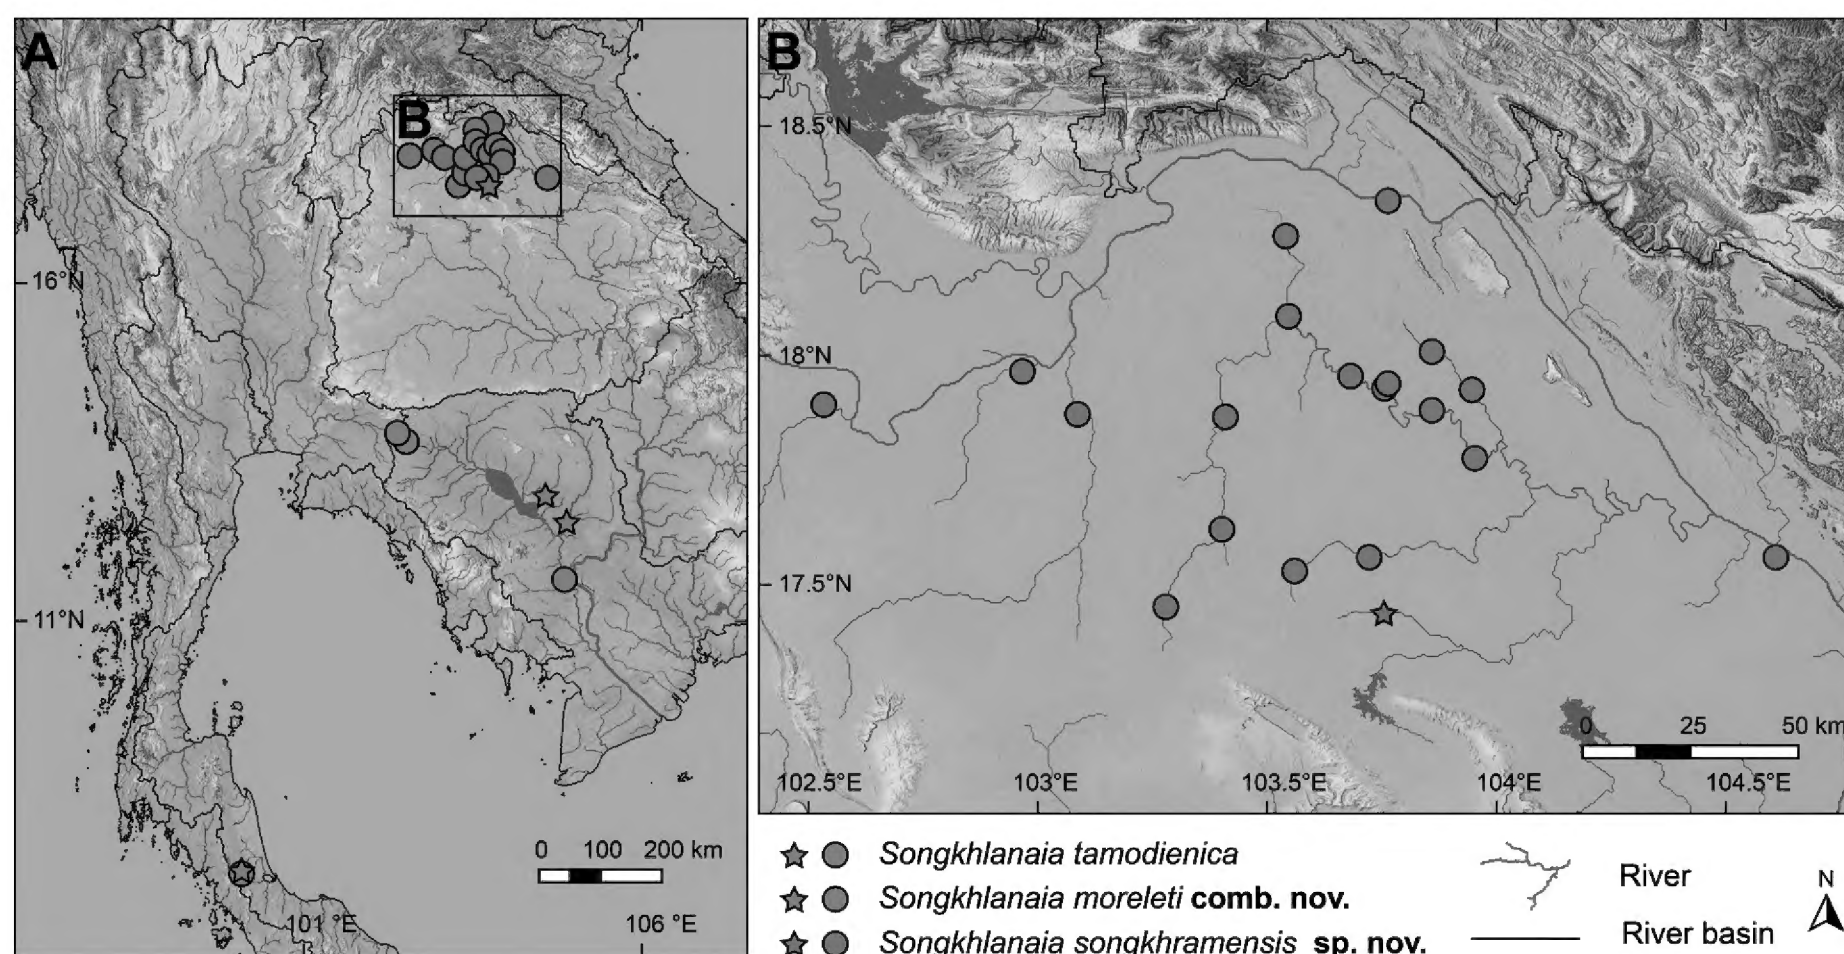 A
B
16°N
11°N
0 100 200 km
101 °E 106 °E
B
18.5°N
18°N
17.5°N
0 25 50 km
102.5°E 103°E 103.5°E 104°E 104.5°E
Songkhlanaia tamodienica
Songkhlanaia moreleti comb. nov.
Songkhlanaia songkhramensis sp. nov.
River
River basin
N